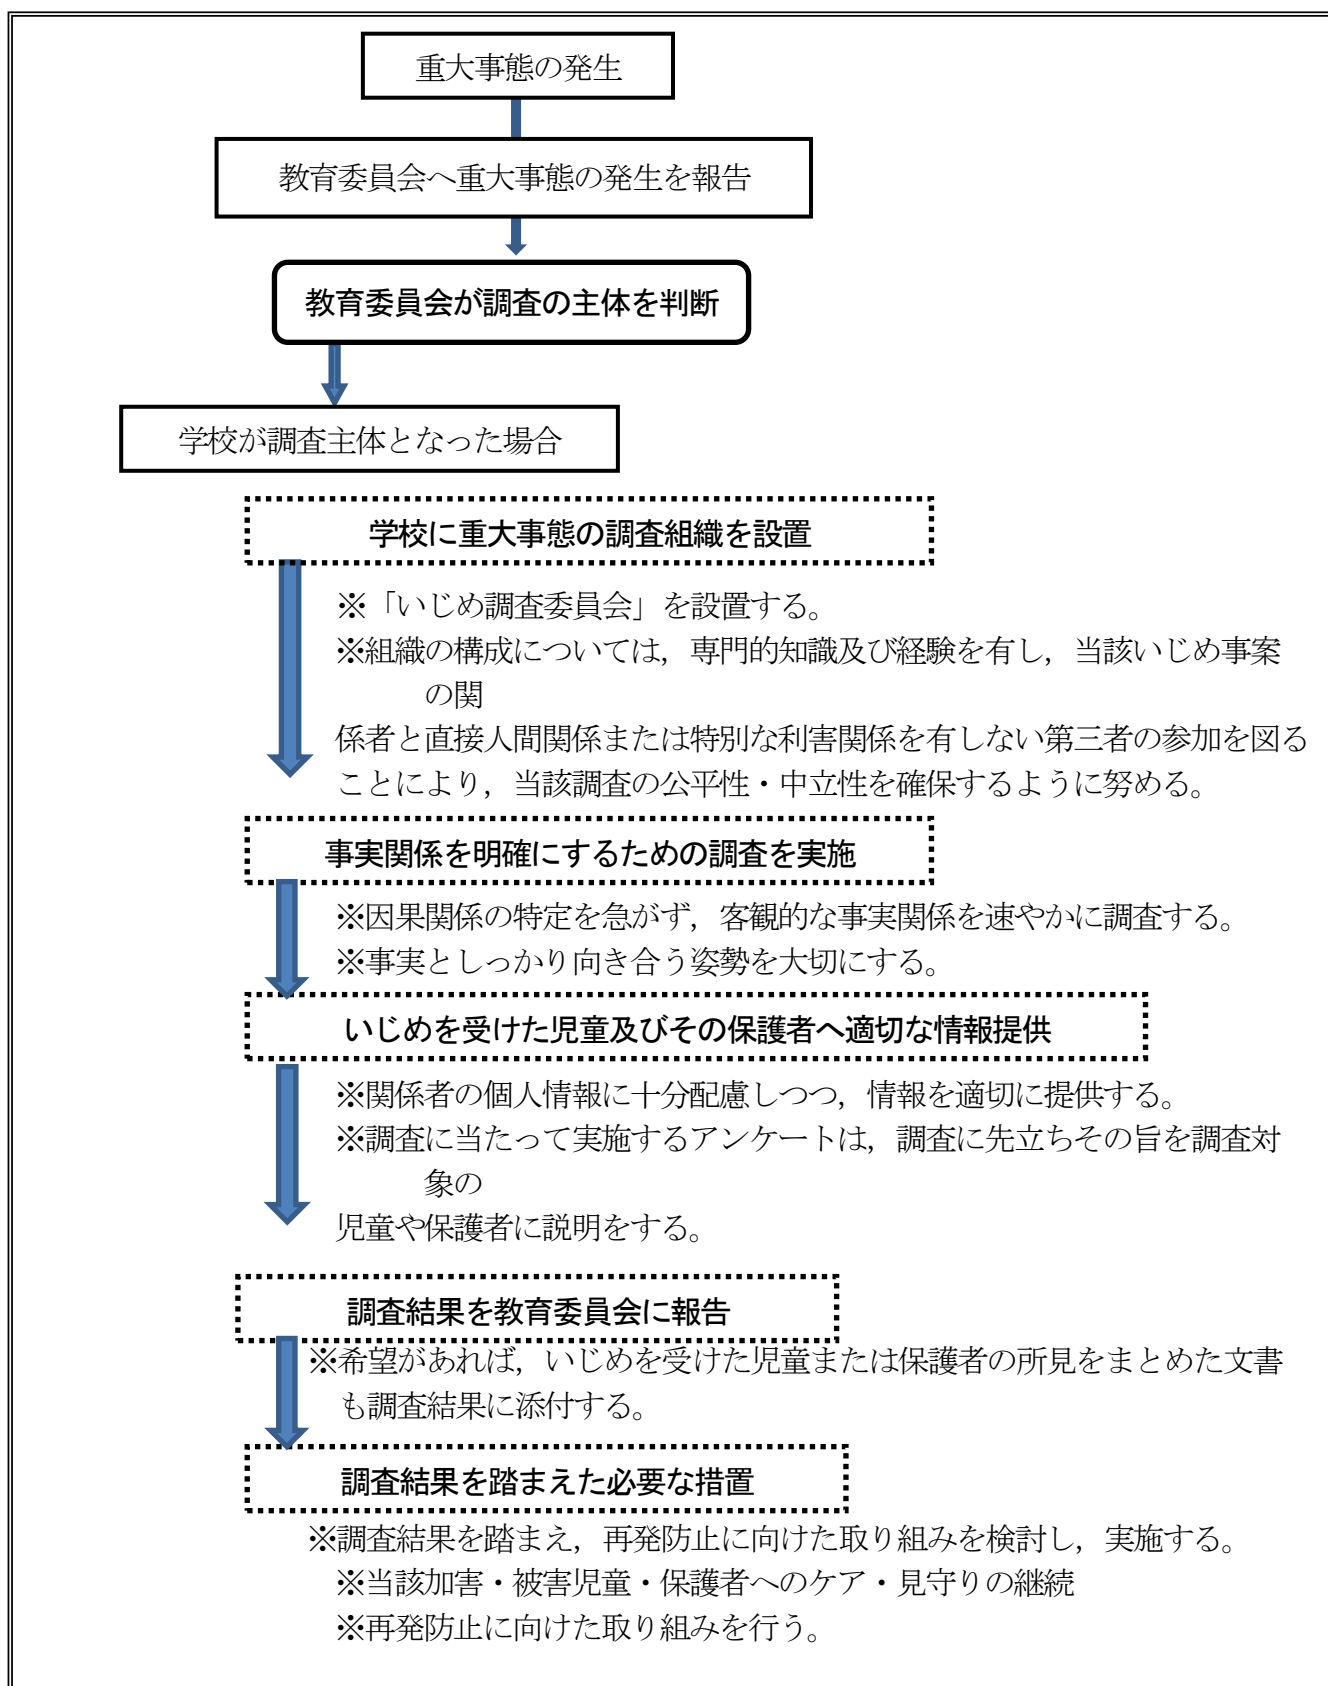 重大事態の発生
教育委員会へ重大事態の発生を報告
教育委員会が調査の主体を判断
学校が調査主体となった場合
学校に重大事態の調査組織を設置
※「いじめ調査委員会」を設置する。
※組織の構成については，専門的知識及び経験を有し，当該いじめ事案
の関
係者と直接人間関係または特別な利害関係を有しない第三者の参加を図る
ことにより，当該調査の公平性・中立性を確保するように努める。
事実関係を明確にするための調査を実施
※因果関係の特定を急がず，客観的な事実関係を速やかに調査する。
※事実としっかり向き合う姿勢を大切にする。
いじめを受けた児童及びその保護者へ適切な情報提供
※関係者の個人情報に十分配慮しつつ，情報を適切に提供する。
※調査に当たって実施するアンケートは，調査に先立ちその旨を調査対
象の
児童や保護者に説明をする。
調査結果を教育委員会に報告
※希望があれば，いじめを受けた児童または保護者の所見をまとめた文書
も調査結果に添付する。
調査結果を踏まえた必要な措置
※調査結果を踏まえ，再発防止に向けた取り組みを検討し，実施する。
※当該加害・被害児童・保護者へのケア・見守りの継続
※再発防止に向けた取り組みを行う。